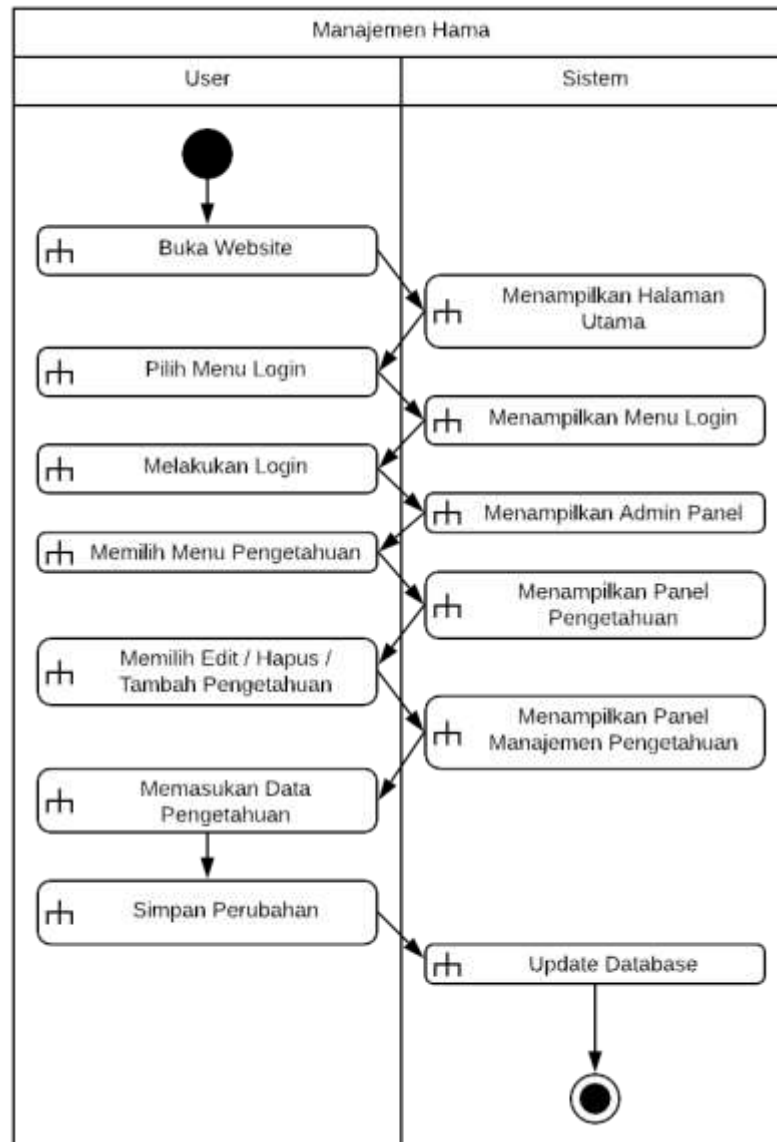 Manajemen Hama
User
Sistem
Buka Website
Menampilkan Halaman
Utama
Pilih Menu Login
Menampilkan Menu Login
Melakukan Login
Menampilkan Admin Panel
Memilih Menu Pengetahuan
Menampilkan Panel
Pengetahuan
Memilih Edit / Hapus /
Tambah Pengetahuan
Menampilkan Panel
Manajemen Pengetahuan
Memasukan Data
Pengetahuan
Simpan Perubahan
Update Database